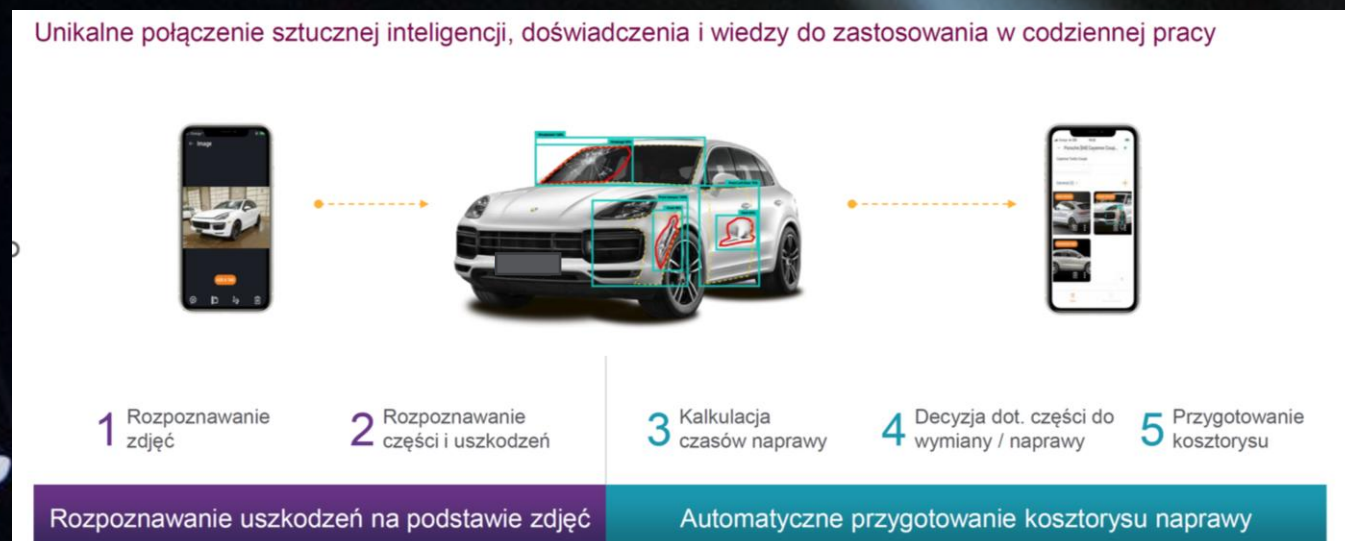 Unikalne połączenie sztucznej inteligencji, doświadczenia i wiedzy do zastosowania w codziennej pracy
Image
1 Rozpoznawanie
zdjęć
2 Rozpoznawanie
części i uszkodzeń
3 Kalkulacja
czasów naprawy
4 Decyzja dot. części do
wymiany / naprawy
5 Przygotowanie
kosztorysu
Rozpoznawanie uszkodzeń na podstawie zdjęć
Automatyczne przygotowanie kosztorysu naprawy